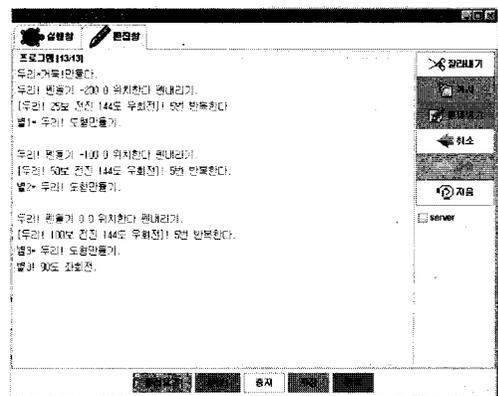 실행창 편집창
프로그램 [13/13]
두리=거북!만들다.
두리! 펜들기 -200 0 위치한다 펜내리기.
[두리! 25보 전진 144도 우회전]! 5번 반복한다
별1= 두리! 도형만들기.
두리! 펜들기 -100 0 위치한다 펜내리기.
[두리! 50보 전진 144도 우회전]! 5번 반복한다.
별2= 두리! 도형만들기.
두리! 펜들기 0 0 위치한다 펜내리기.
[두리! 100보 전진 144도 우회전]! 5번 반복한다.
별3= 두리! 도형만들기.
별3! 90도 좌회전.
잘라내기
복사
붙여넣기
취소
지움
server
중지